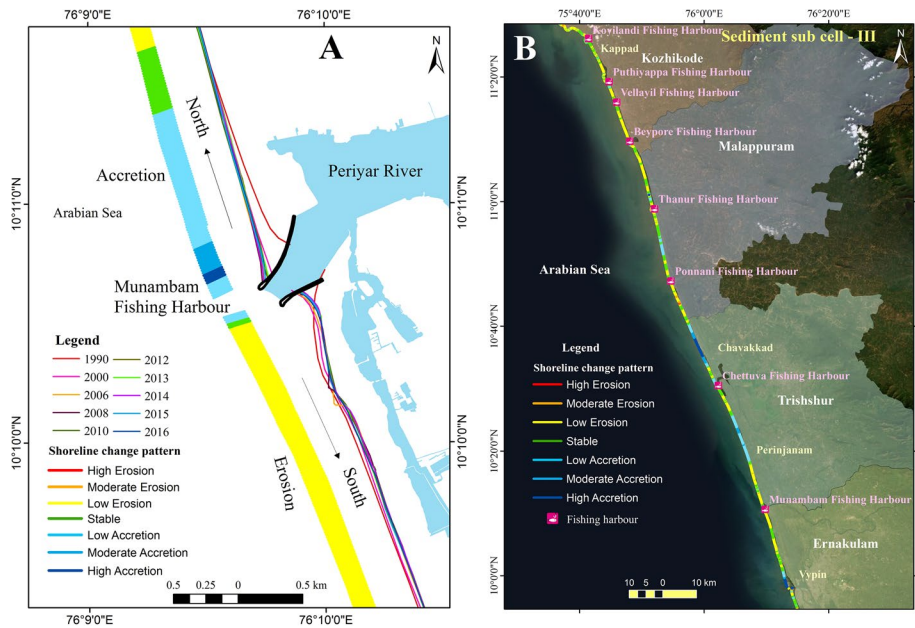 76°9'0"E
76°10'0"E
A
N
North
Periyar River
Accretion
Arabian Sea
10°11'0"N
10°11'0"N
Munambam
Fishing Harbour
Legend
1990
2012
2000
2013
2006
2014
2008
2015
2010
2016
Shoreline change pattern
High Erosion
Moderate Erosion
Low Erosion
Stable
Low Accretion
Moderate Accretion
High Accretion
10°10'0"N
10°10'0"N
Erosion
South
0.5 0.25 0 0.5 km
76°9'0"E
76°10'0"E
75°40'0"E
76°0'0"E
76°20'0"E
B
Sediment sub cell - III
N
Koyilandi Fishing Harbour
Kappad
Kozhikode
Puthiyappa Fishing Harbour
Vellayil Fishing Harbour
Beypore Fishing Harbour
Malappuram
Thanur Fishing Harbour
Arabian Sea
Ponnani Fishing Harbour
Chavakkad
Chettuva Fishing Harbour
Trishshur
Perinjanam
Munambam Fishing Harbour
Ernakulam
Vypin
11°20'0"N
11°0'0"N
10°40'0"N
10°20'0"N
10°0'0"N
Legend
Shoreline change pattern
High Erosion
Moderate Erosion
Low Erosion
Stable
Low Accretion
Moderate Accretion
High Accretion
Fishing harbour
10 5 0 10 km